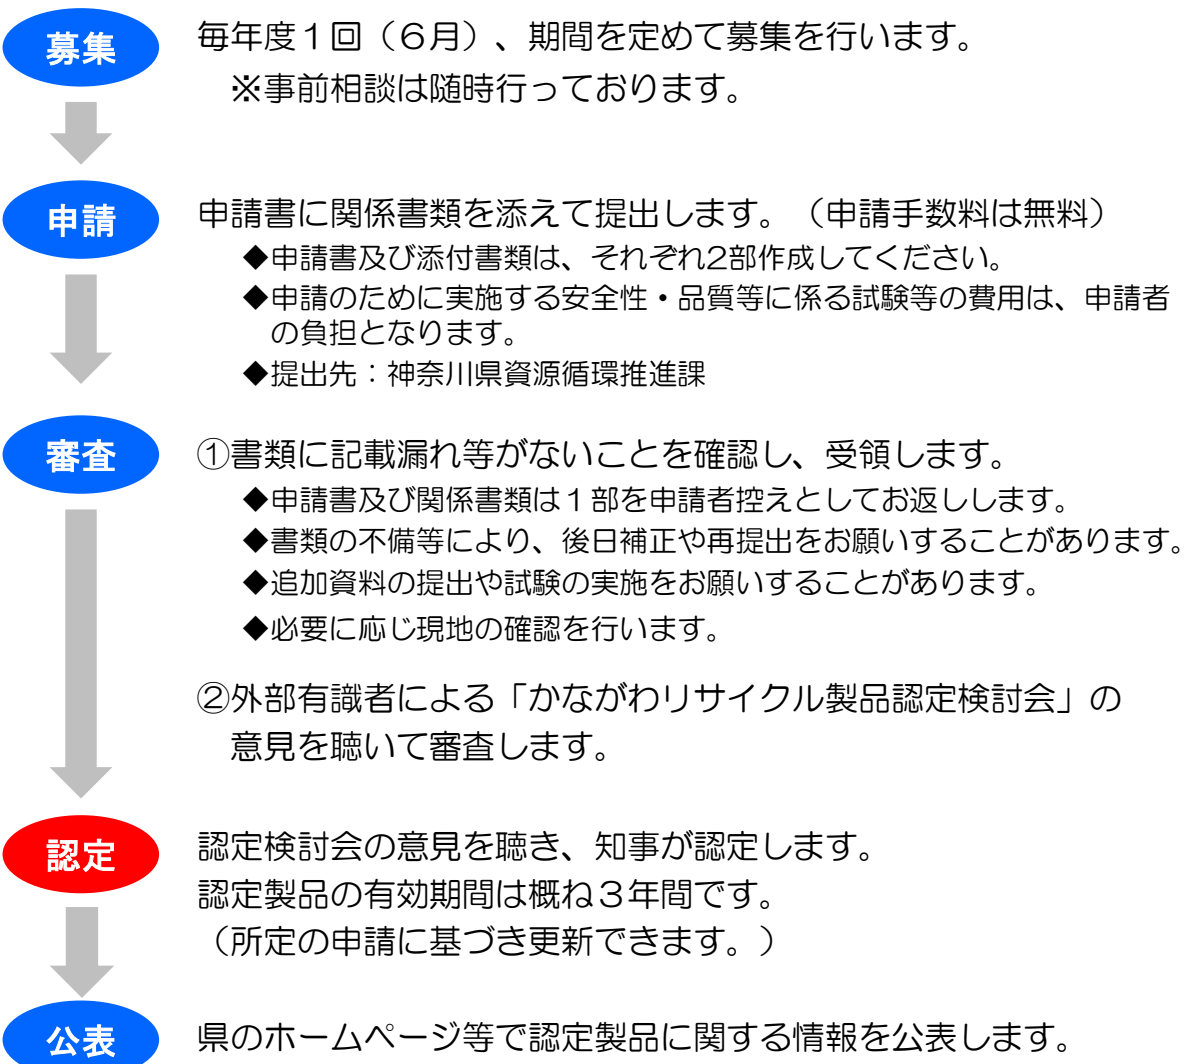 募集
毎年度１回（６月）、期間を定めて募集を行います。
※事前相談は随時行っております。
申請
申請書に関係書類を添えて提出します。（申請手数料は無料）
◆申請書及び添付書類は、それぞれ2部作成してください。
◆申請のために実施する安全性・品質等に係る試験等の費用は、申請者
の負担となります。
◆提出先：神奈川県資源循環推進課
審査
①書類に記載漏れ等がないことを確認し、受領します。
◆申請書及び関係書類は１部を申請者控えとしてお返しします。
◆書類の不備等により、後日補正や再提出をお願いすることがあります。
◆追加資料の提出や試験の実施をお願いすることがあります。
◆必要に応じ現地の確認を行います。
②外部有識者による「かながわリサイクル製品認定検討会」の
意見を聴いて審査します。
認定
認定検討会の意見を聴き、知事が認定します。
認定製品の有効期間は概ね３年間です。
（所定の申請に基づき更新できます。）
公表
県のホームページ等で認定製品に関する情報を公表します。